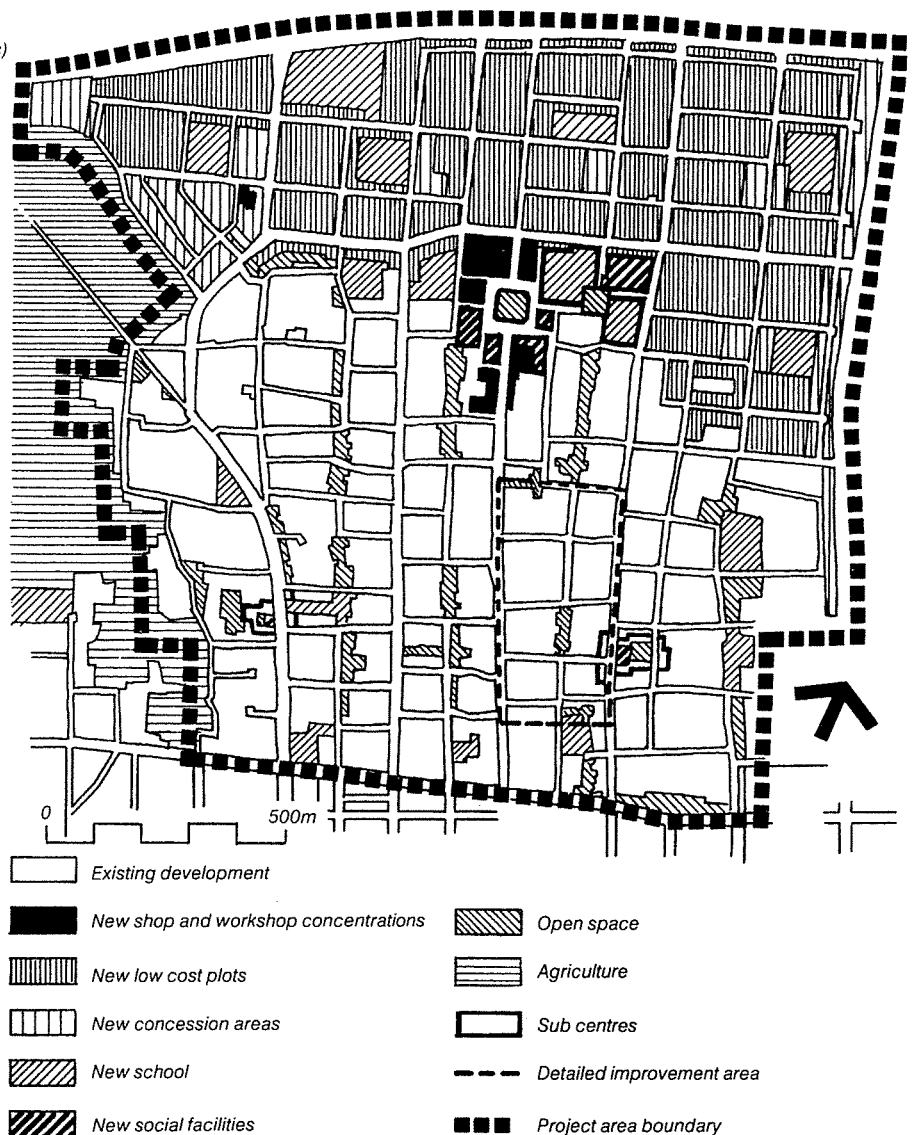 0
500m
Existing development
New shop and workshop concentrations
New low cost plots
New concession areas
New school
New social facilities
Open space
Agriculture
Sub centres
Detailed improvement area
Project area boundary